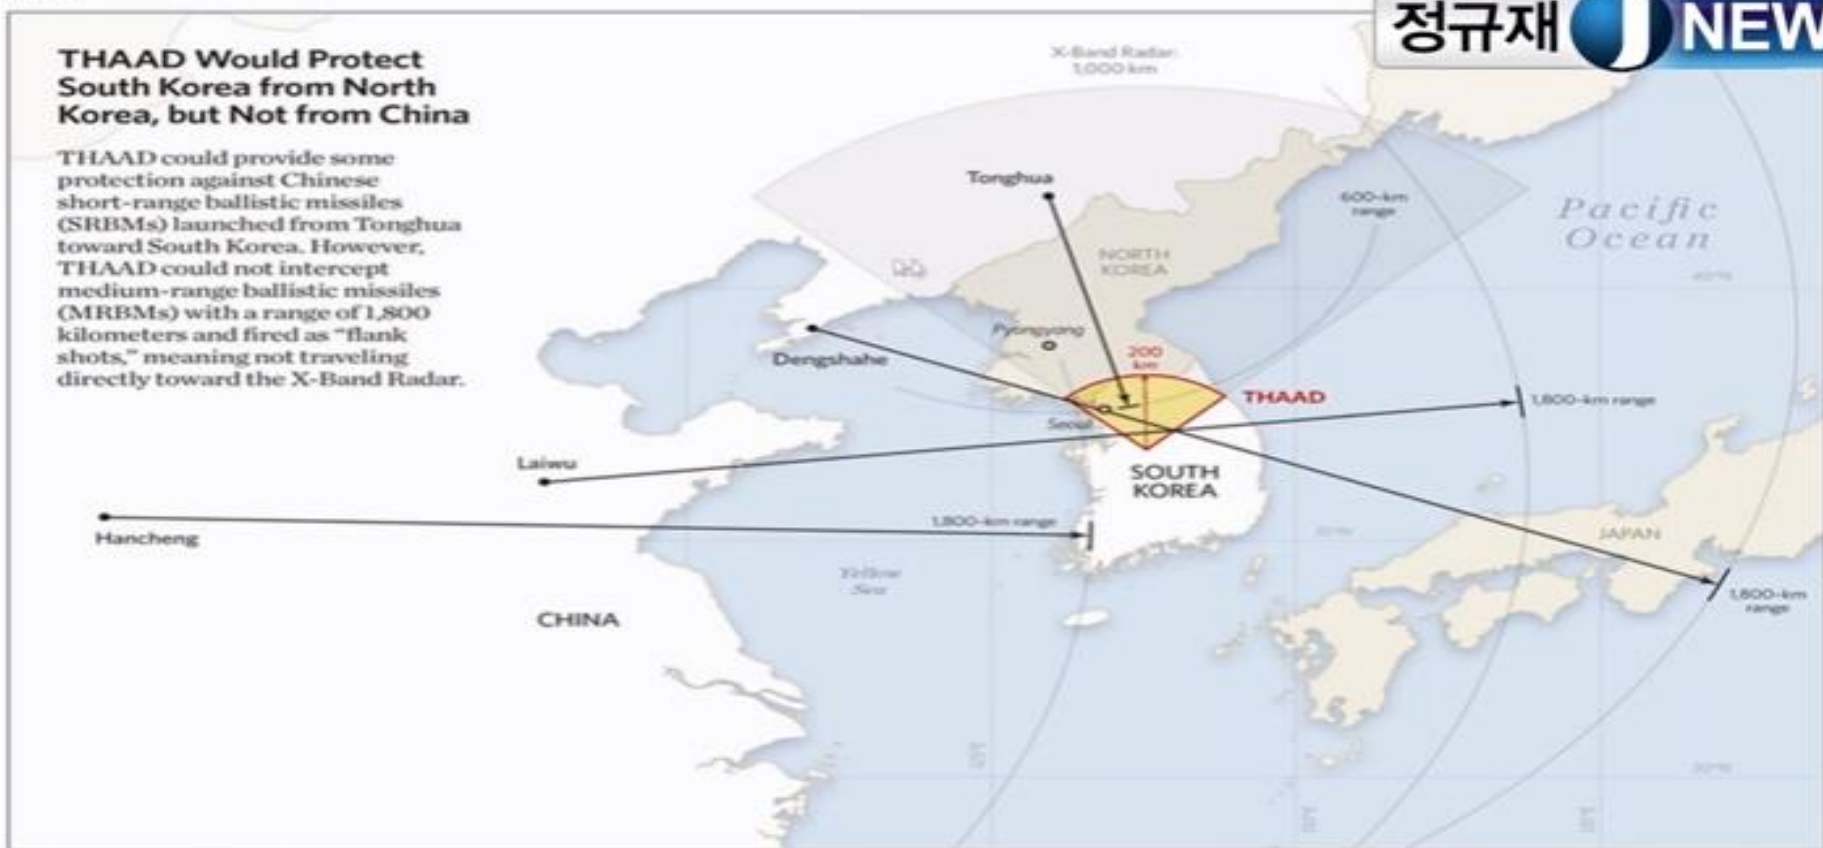 정규재 J NEW
THAAD Would Protect
South Korea from North
Korea, but Not from China
THAAD could provide some
protection against Chinese
short-range ballistic missiles
(SRBMs) launched from Tonghua
toward South Korea. However,
THAAD could not intercept
medium-range ballistic missiles
(MRBMs) with a range of 1,800
kilometers and fired as “flank
shots,” meaning not traveling
directly toward the X-Band Radar.
X-Band Radar:
1,000 km
Tonghua
600-km
range
Pacific
Ocean
NORTH
KOREA
Pyongyang
Dengshahe
200
km
THAAD
1,800-km range
Seoul
Laiwu
SOUTH
KOREA
Hancheng
1,800-km range
JAPAN
Yellow
Sea
1,800-km
range
CHINA